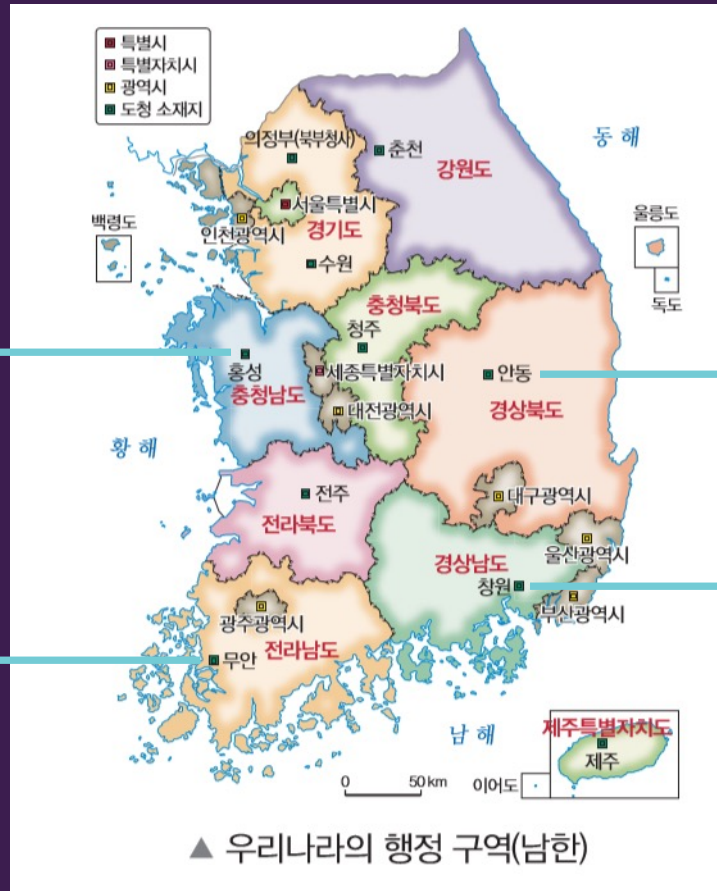 특별시
특별자치시
광역시
도청 소재지
의정부(북부청사)
춘천
강원도
동해
서울특별시
인천광역시
경기도
수원
백령도
울릉도
독도
충청북도
청주
홍성
충청남도
세종특별자치시
대전광역시
안동
경상북도
황해
전주
전라북도
대구광역시
울산광역시
경상남도
창원
부산광역시
광주광역시
전라남도
무안
남해
제주특별자치도
제주
이어도
0 50 km
▲ 우리나라의 행정 구역(남한)